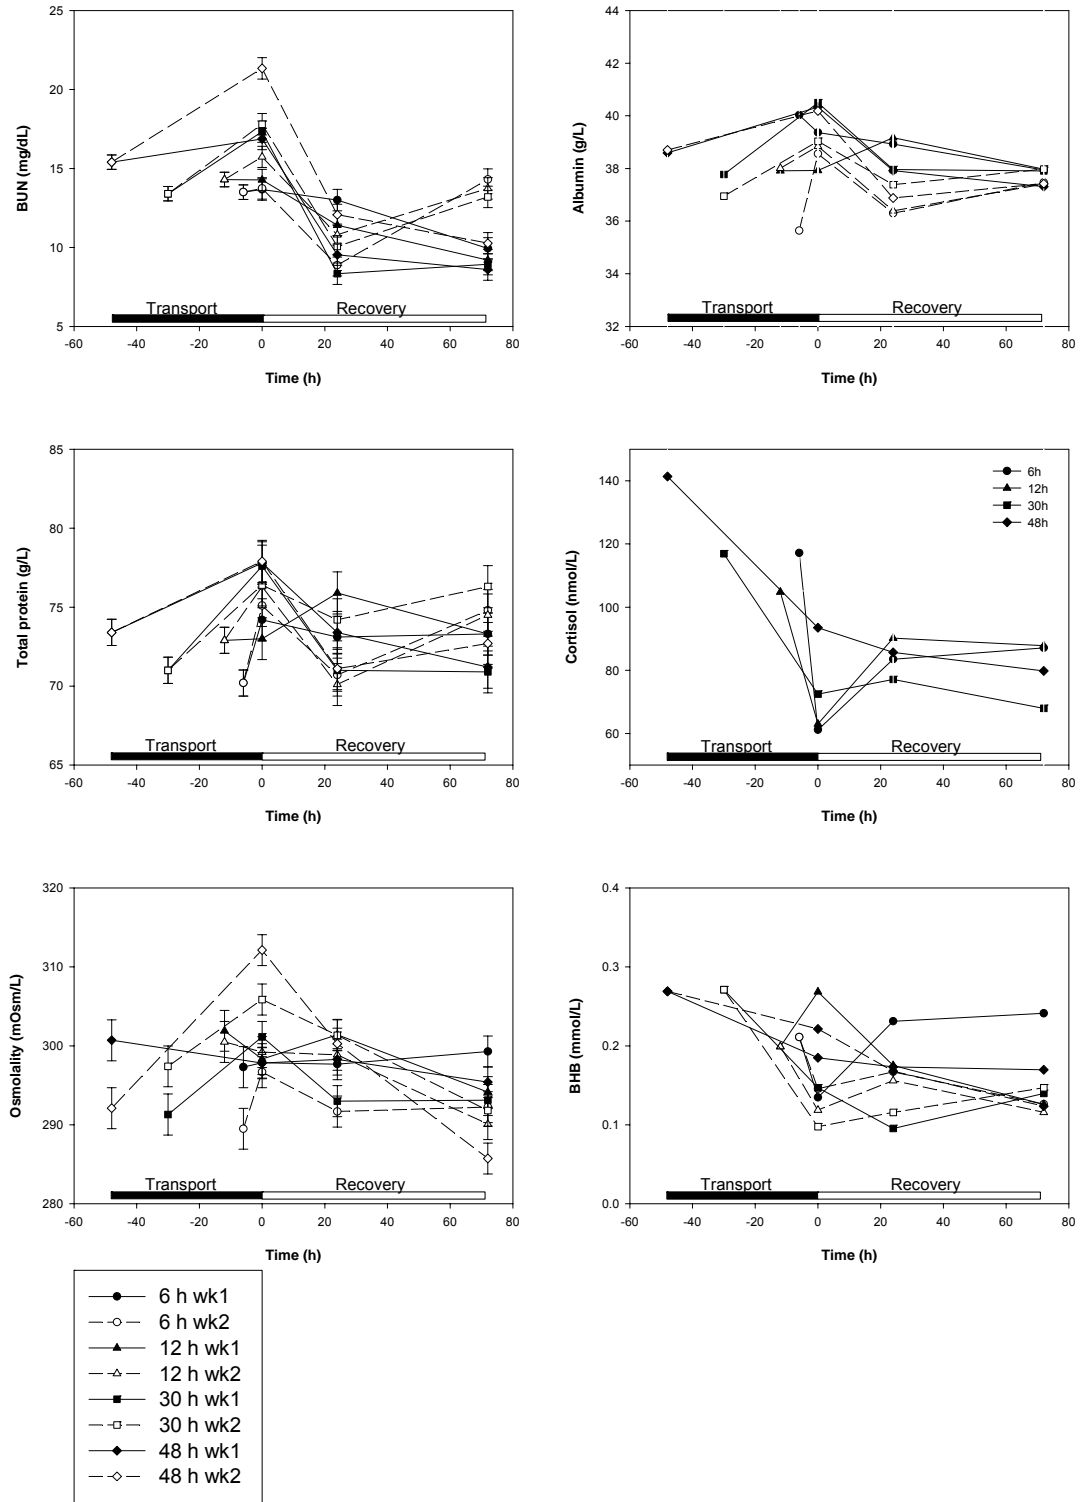 25
20
15
10
5
BUN (mg/dL)
Transport Recovery
-60 -40 -20 0 20 40 60 80
Time (h)
44
42
40
38
36
34
32
Albumin (g/L)
Transport Recovery
-60 -40 -20 0 20 40 60 80
Time (h)
85
80
75
70
65
Total protein (g/L)
Transport Recovery
-60 -40 -20 0 20 40 60 80
Time (h)
140
120
100
80
60
Cortisol (nmol/L)
6h
12h
30h
48h
Transport Recovery
-60 -40 -20 0 20 40 60 80
Time (h)
320
310
300
290
280
Osmolality (mOsm/L)
Transport Recovery
-60 -40 -20 0 20 40 60 80
Time (h)
0.4
0.3
0.2
0.1
0.0
BHB (mmol/L)
Transport Recovery
-60 -40 -20 0 20 40 60 80
Time (h)
6 h wk1
6 h wk2
12 h wk1
12 h wk2
30 h wk1
30 h wk2
48 h wk1
48 h wk2